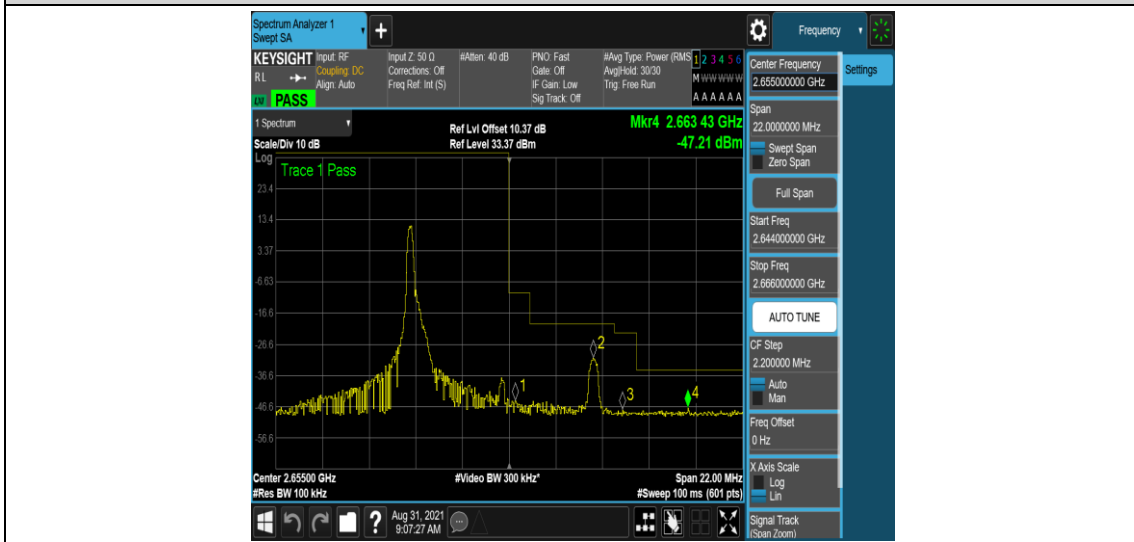 Spectrum Analyzer 1
Swept SA
+
Frequency
KEYSIGHT
RL
LXI
PASS
Input: RF
Coupling: DC
Align: Auto
Input Z: 50 Ω
Corrections: Off
Freq Ref: Int (S)
#Atten: 40 dB
PNO: Fast
Gate: Off
IF Gain: Low
Sig Track: Off
#Avg Type: Power (RMS
Avg|Hold: 30/30
Trig: Free Run
1 2 3 4 5 6
M W W W W W
A A A A A A
1 Spectrum
Scale/Div 10 dB
Ref Lvl Offset 10.37 dB
Ref Level 33.37 dBm
Mkr4 2.663 43 GHz
-47.21 dBm
Log
Trace 1 Pass
23.4
13.4
3.37
-6.63
-16.6
-26.6
-36.6
-46.6
-56.6
1
2
3
4
Center 2.65500 GHz
#Res BW 100 kHz
#Video BW 300 kHz*
Span 22.00 MHz
#Sweep 100 ms (601 pts)
?
Aug 31, 2021
9:07:27 AM
Center Frequency
2.655000000 GHz
Settings
Span
22.0000000 MHz
Swept Span
Zero Span
Full Span
Start Freq
2.644000000 GHz
Stop Freq
2.666000000 GHz
AUTO TUNE
CF Step
2.200000 MHz
Auto
Man
Freq Offset
0 Hz
X Axis Scale
Log
Lin
Signal Track
(Span Zoom)